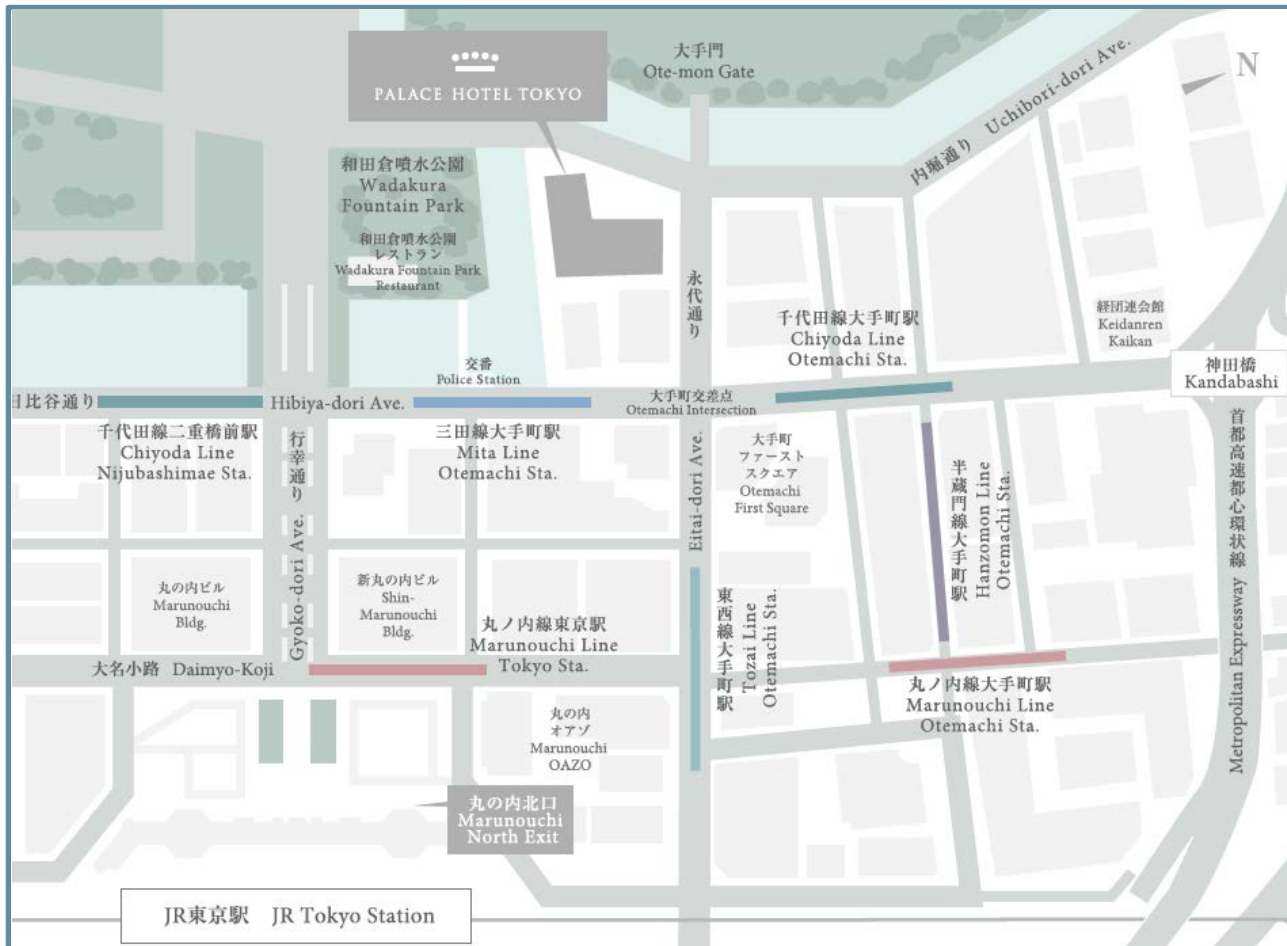 PALACE HOTEL TOKYO
大手門
Ote-mon Gate
内堀通り Uchibori-dori Ave.
N
和田倉噴水公園
Wadakura
Fountain Park
和田倉噴水公園
レストラン
Wadakura Fountain Park
Restaurant
永代通り
千代田線大手町駅
Chiyoda Line
Otemachi Sta.
経団連会館
Keidanren
Kaikan
神田橋
Kandabashi
交番
Police Station
日比谷通り
Hibiya-dori Ave.
大手町交差点
Otemachi Intersection
千代田線二重橋前駅
Chiyoda Line
Nijubashimae Sta.
行幸通り
Gyoko-dori Ave.
三田線大手町駅
Mita Line
Otemachi Sta.
Eitai-dori Ave.
大手町
ファースト
スクエア
Otemachi
First Square
半蔵門線大手町駅
Hanzomon Line
Otemachi Sta.
首都高速都心環状線
Metropolitan Expressway
丸の内ビル
Marunouchi
Bldg.
新丸の内ビル
Shin-
Marunouchi
Bldg.
丸ノ内線東京駅
Marunouchi Line
Tokyo Sta.
東西線大手町駅
Tozai Line
Otemachi Sta.
大名小路 Daimyo-Koji
丸ノ内線大手町駅
Marunouchi Line
Otemachi Sta.
丸の内
オアゾ
Marunouchi
OAZO
丸の内北口
Marunouchi
North Exit
JR東京駅 JR Tokyo Station